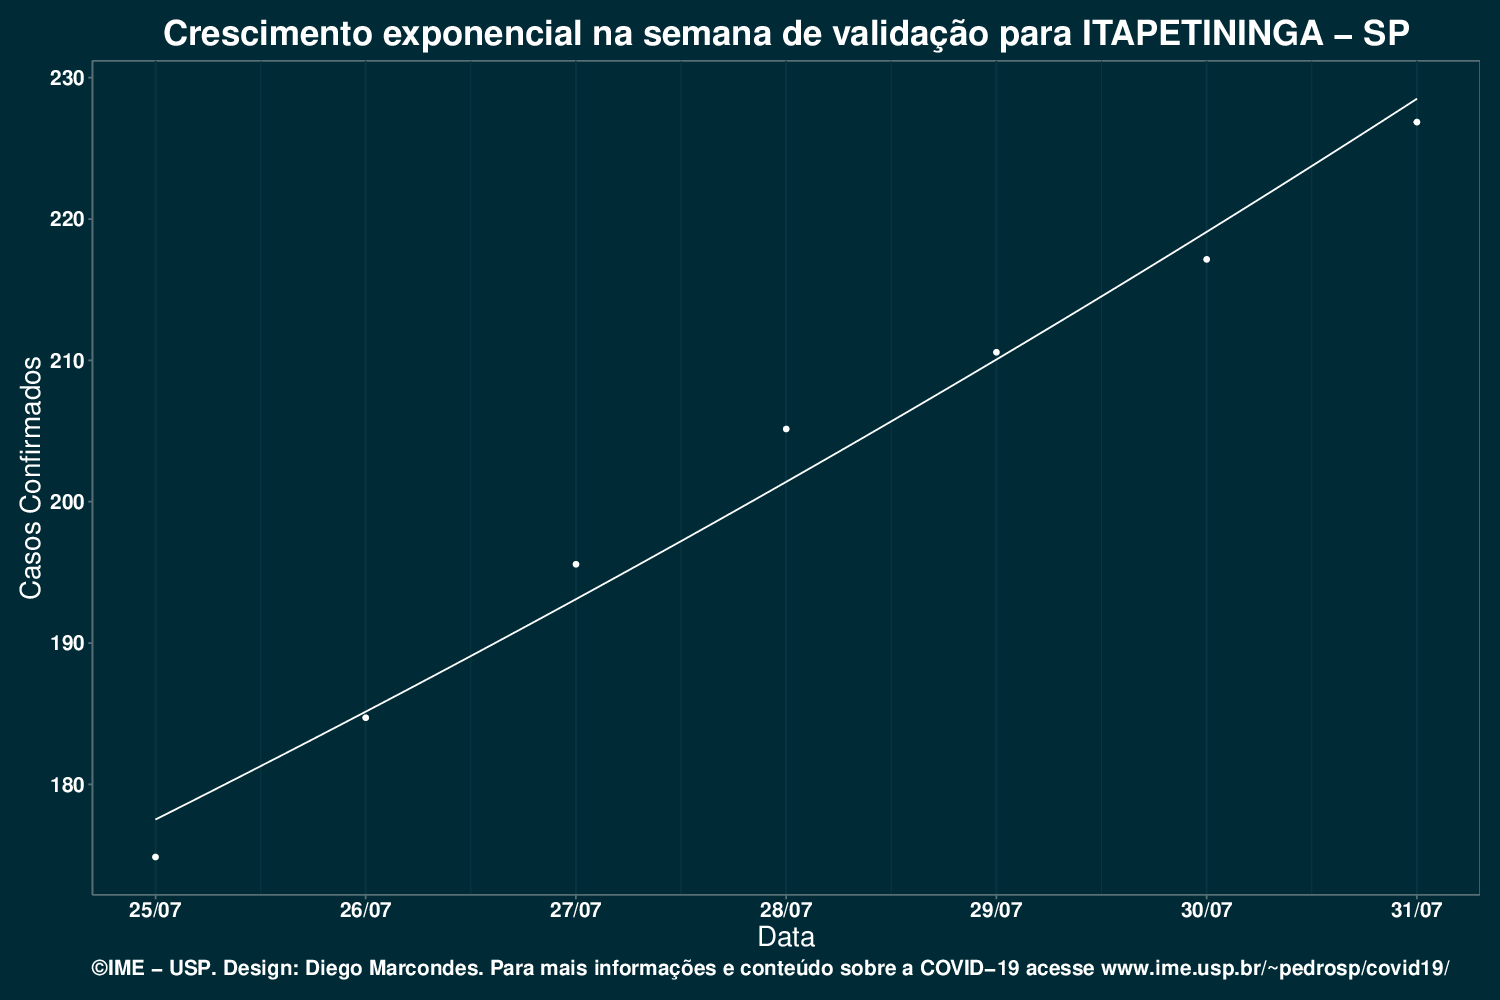 Crescimento exponencial na semana de validação para ITAPETININGA – SP
230
220
210
200
190
180
Casos Confirmados
25/07 26/07 27/07 28/07 29/07 30/07 31/07
Data
©IME – USP. Design: Diego Marcondes. Para mais informações e conteúdo sobre a COVID–19 acesse www.ime.usp.br/~pedrosp/covid19/